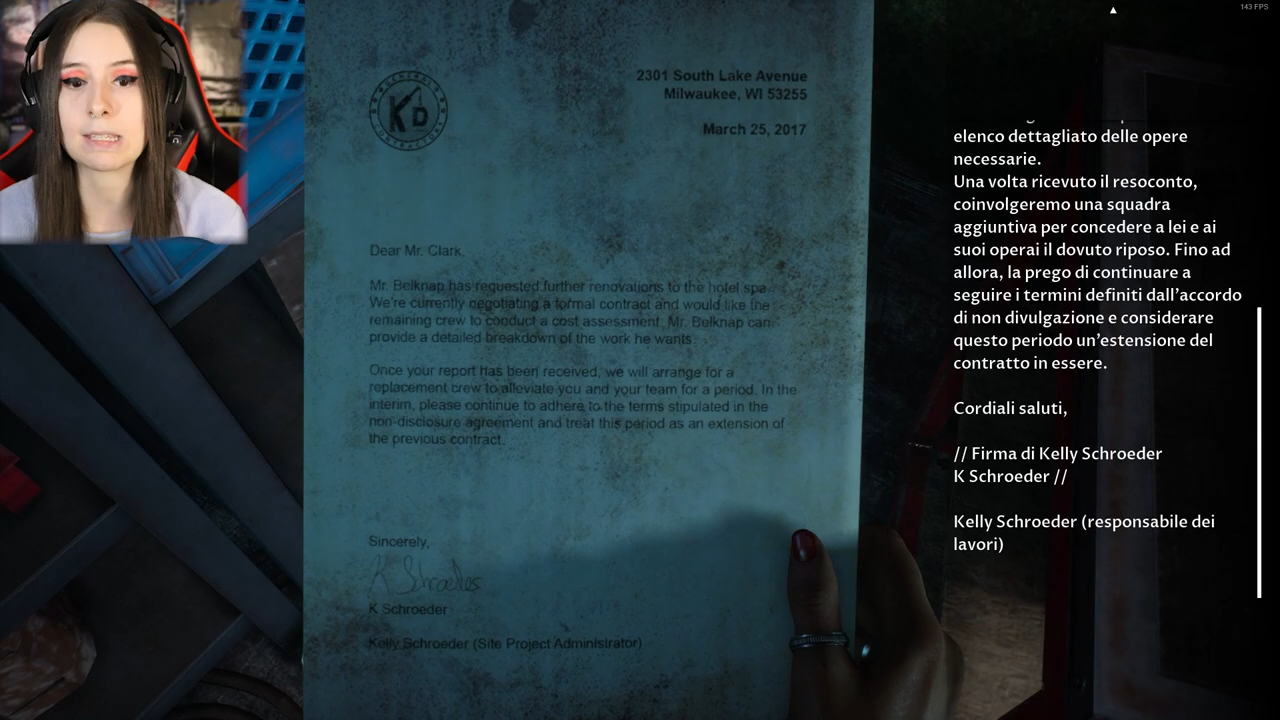 143 FPS
GENERAL
KD
CONTRACTORS
2301 South Lake Avenue
Milwaukee, WI 53255
March 25, 2017
Dear Mr. Clark,
Mr. Belknap has requested further renovations to the hotel spa.
We're currently negotiating a formal contract and would like the
remaining crew to conduct a cost assessment. Mr. Belknap can
provide a detailed breakdown of the work he wants.
Once your report has been received, we will arrange for a
replacement crew to alleviate you and your team for a period. In the
interim, please continue to adhere to the terms stipulated in the
non-disclosure agreement and treat this period as an extension of
the previous contract.
Sincerely,
K Schroeder
K Schroeder
Kelly Schroeder (Site Project Administrator)
elenco dettagliato delle opere
necessarie.
Una volta ricevuto il resoconto,
coinvolgeremo una squadra
aggiuntiva per concedere a lei e ai
suoi operai il dovuto riposo. Fino ad
allora, la prego di continuare a
seguire i termini definiti dall'accordo
di non divulgazione e considerare
questo periodo un'estensione del
contratto in essere.
Cordiali saluti,
// Firma di Kelly Schroeder
K Schroeder //
Kelly Schroeder (responsabile dei
lavori)